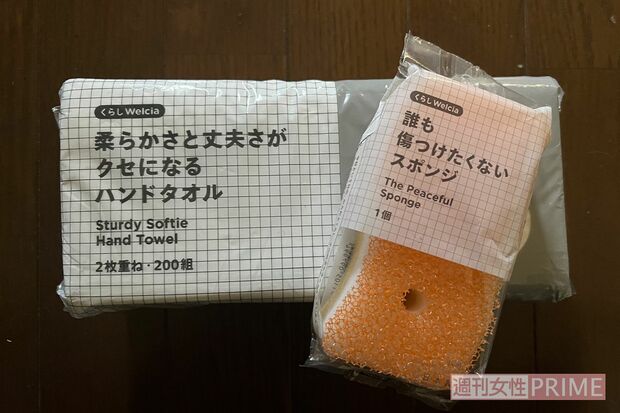 くらしWelcia
柔らかさと丈夫さが
クセになる
ハンドタオル
Sturdy Softie
Hand Towel
2枚重ね・200組
くらしWelcia
誰も
傷つけたくない
スポンジ
The Peaceful
Sponge
1個
週刊女性PRIME